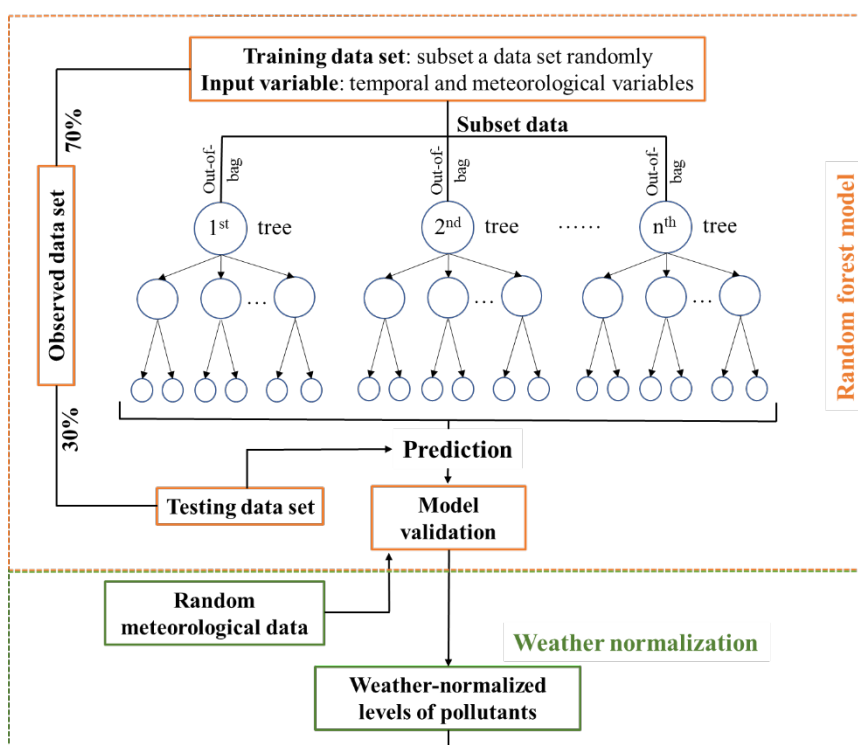 Training data set: subset a data set randomly
Input variable: temporal and meteorological variables
70%
Subset data
Out-of-
bag
Out-of-
bag
Out-of-
bag
Observed data set
1st tree
2nd tree
......
nth tree
...
...
...
Random forest model
30%
Prediction
Testing data set
Model
validation
Random
meteorological data
Weather normalization
Weather-normalized
levels of pollutants